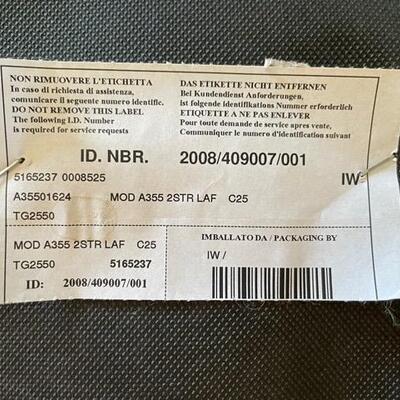 NON RIMUOVERE L'ETICHETTA
In caso di richiesta di assistenza,
comunicare il seguente numero identific.
DO NOT REMOVE THIS LABEL
The following I.D. Number
is required for service requests
DAS ETIKETTE NICHT ENTFERNEN
Bei Kundendienst Anforderungen,
ist folgende identifikations Nummer erforderlich
ETIQUETTE A NE PAS ENLEVER
Pour toute demande de service apres vente,
Communiquer le numero d'identification suivant
ID. NBR. 2008/409007/001
5165237 0008525 IW
A35501624 MOD A355 2STR LAF C25
TG2550
MOD A355 2STR LAF C25
TG2550 5165237
ID: 2008/409007/001
IMBALLATO DA / PACKAGING BY
IW /